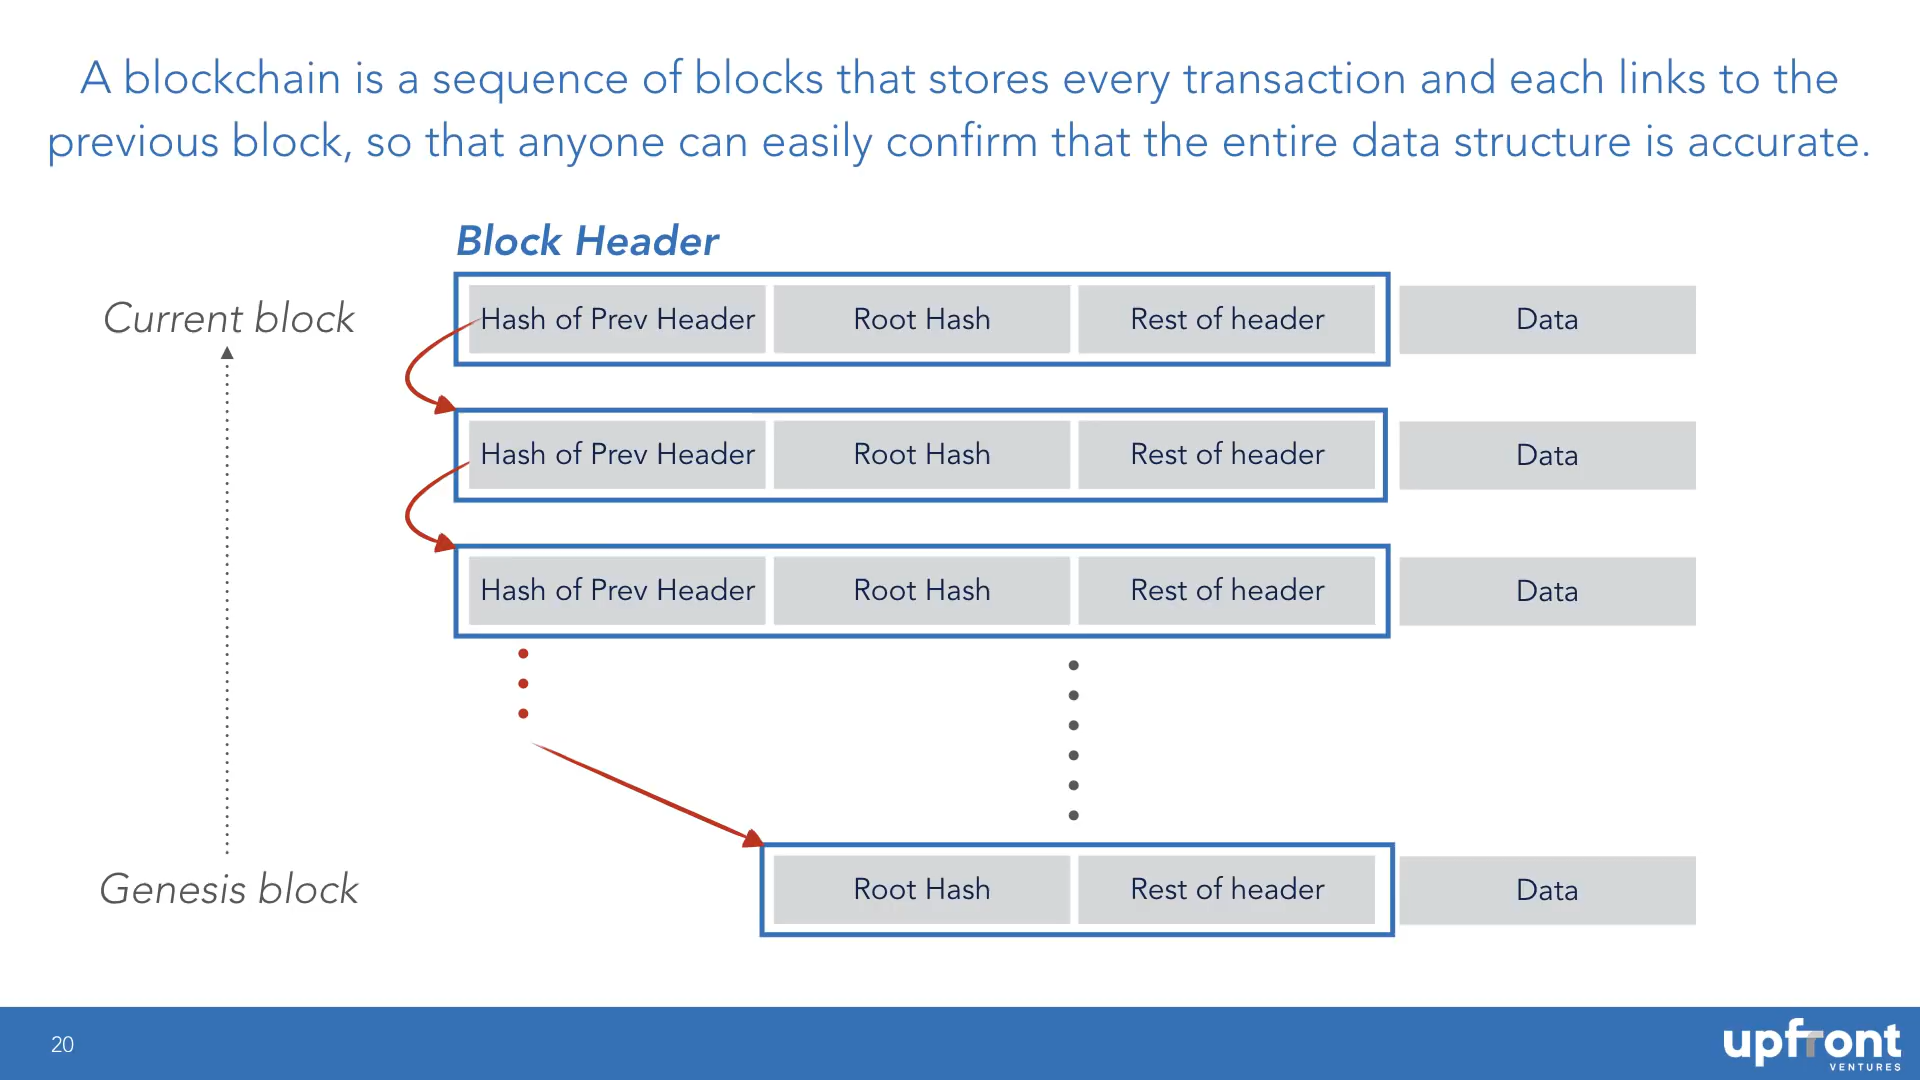 A blockchain is a sequence of blocks that stores every transaction and each links to the
previous block, so that anyone can easily confirm that the entire data structure is accurate.
Block Header
Current block
Hash of Prev Header Root Hash Rest of header Data
Hash of Prev Header Root Hash Rest of header Data
Hash of Prev Header Root Hash Rest of header Data
Genesis block
Root Hash Rest of header Data
20
upfront
VENTURES